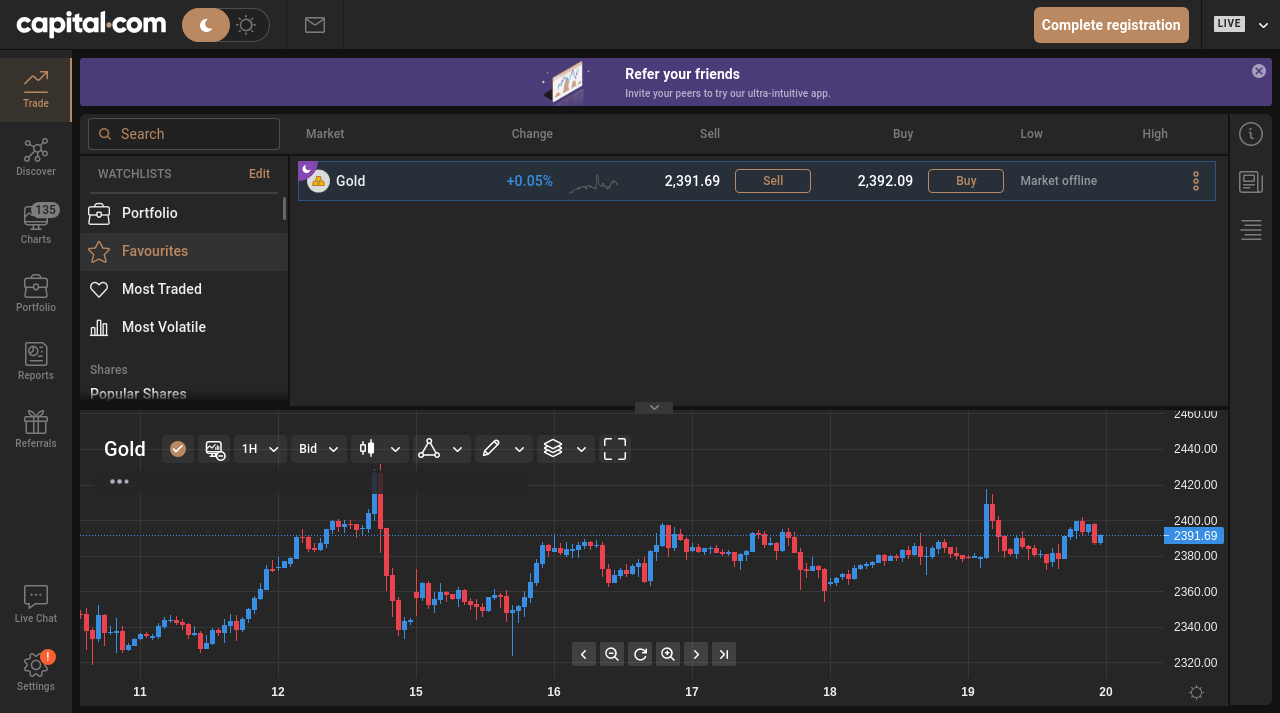 capital.com
Complete registration
LIVE
Refer your friends
Invite your peers to try our ultra-intuitive app.
Trade
Discover
135
Charts
Portfolio
Reports
Referrals
Live Chat
!
Settings
Search
Market Change Sell Buy Low High
WATCHLISTS Edit
Portfolio
Favourites
Most Traded
Most Volatile
Shares
Popular Shares
Gold +0.05% 2,391.69 Sell 2,392.09 Buy Market offline
Gold 1H Bid
2460.00
2440.00
2420.00
2400.00
2391.69
2380.00
2360.00
2340.00
2320.00
11 12 15 16 17 18 19 20